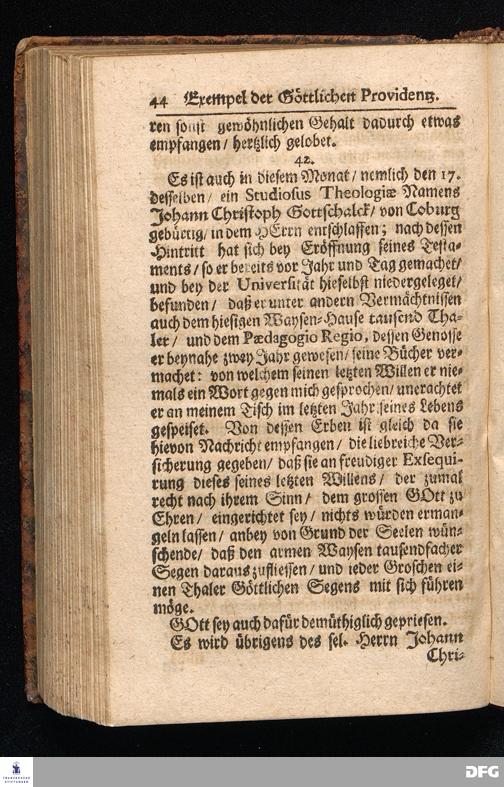 44 Exempel der Göttlichen Providentz.
ren sonst gewöhnlichen Gehalt dadurch etwas
empfangen / hertzlich gelobet.
42.
Es ist auch in diesem Monat / nemlich den 17.
desselben / ein Studiosus Theologiæ Namens
Johann Christoph Gottschalck / von Coburg
gebürtig / in dem HErrn entschlaffen; nach dessen
Hintritt hat sich bey Eröffnung seines Testa-
ments / so er bereits vor Jahr und Tag gemachet /
und bey der Universität hieselbst niedergeleget /
befunden / daß er unter andern Vermächtnissen
auch dem hiesigen Waysen-Hause tausend Tha-
ler / und dem Pædagogio Regio, dessen Genosse
er beynahe zwey Jahr gewesen / seine Bücher ver-
machet: von welchem seinen letzten Willen er nie-
mals ein Wort gegen mich gesprochen / unerachtet
er an meinem Tisch im letzten Jahr seines Lebens
gespeiset. Von dessen Erben ist gleich da sie
hievon Nachricht empfangen / die liebreiche Ver-
sicherung gegeben / daß sie an freudiger Exsequi-
rung dieses seines letzten Willens / der zumal
recht nach ihrem Sinn / dem grossen GOtt zu
Ehren / eingerichtet sey / nichts würden erman-
geln lassen / anbey von Grund der Seelen wün-
schende / daß den armen Waysen tausendfacher
Segen daraus zufliessen / und ieder Groschen ei-
nen Thaler Göttlichen Segens mit sich führen
möge.
GOtt sey auch dafür demüthiglich gepriesen.
Es wird übrigens des sel. Herrn Johann
Chri-
FRANCKESCHE
STIFTUNGEN
DFG